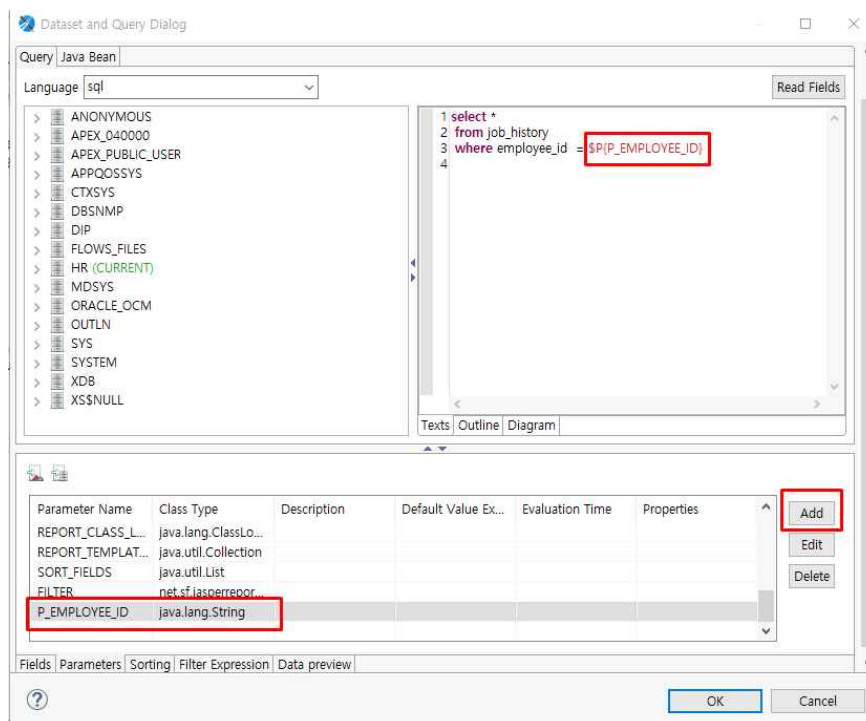 Dataset and Query Dialog
Query Java Bean
Language sql Read Fields
ANONYMOUS
APEX_040000
APEX_PUBLIC_USER
APPQOSSYS
CTXSYS
DBSNMP
DIP
FLOWS_FILES
HR (CURRENT)
MDSYS
ORACLE_OCM
OUTLN
SYS
SYSTEM
XDB
XS$NULL
1 select *
2 from job_history
3 where employee_id = $P{P_EMPLOYEE_ID}
4
Texts Outline Diagram
Parameter Name Class Type Description Default Value Ex... Evaluation Time Properties
REPORT_CLASS_L... java.lang.ClassLo...
REPORT_TEMPLAT... java.util.Collection
SORT_FIELDS java.util.List
FILTER net.sf.jasperrepor...
P_EMPLOYEE_ID java.lang.String
Add
Edit
Delete
Fields Parameters Sorting Filter Expression Data preview
? OK Cancel